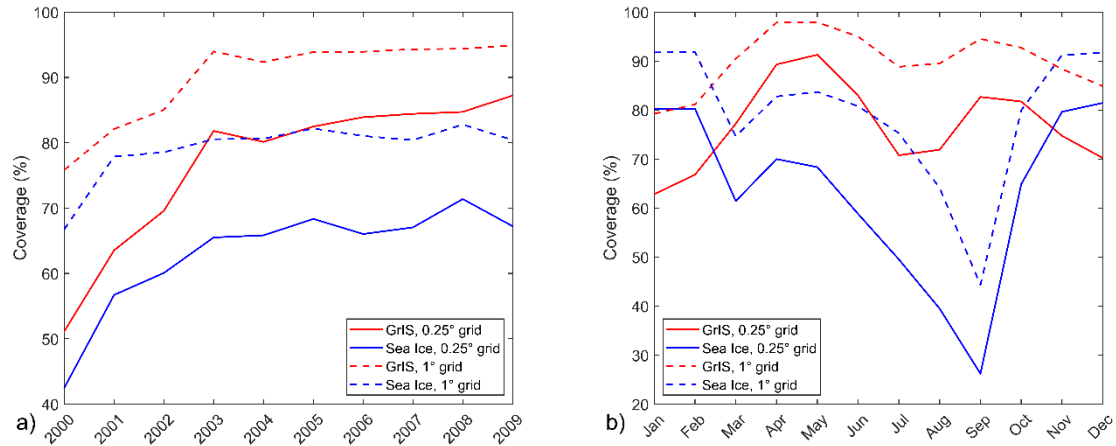 100
90
80
70
60
50
40
Coverage (%)
2000
2001
2002
2003
2004
2005
2006
2007
2008
2009
GrIS, 0.25° grid
Sea Ice, 0.25° grid
GrIS, 1° grid
Sea Ice, 1° grid
a)
100
90
80
70
60
50
40
30
20
Coverage (%)
Jan
Feb
Mar
Apr
May
Jun
Jul
Aug
Sep
Oct
Nov
Dec
GrIS, 0.25° grid
Sea Ice, 0.25° grid
GrIS, 1° grid
Sea Ice, 1° grid
b)